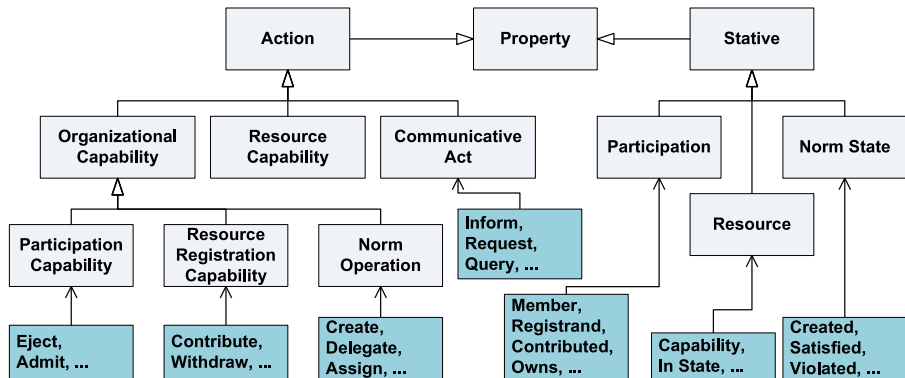 Action
Property
Stative
Organizational
Capability
Resource
Capability
Communicative
Act
Participation
Norm State
Resource
Participation
Capability
Resource
Registration
Capability
Norm
Operation
Inform,
Request,
Query, ...
Eject,
Admit, ...
Contribute,
Withdraw, ...
Create,
Delegate,
Assign, ...
Member,
Registrand,
Contributed,
Owns, ...
Capability,
In State, ...
Created,
Satisfied,
Violated, ...